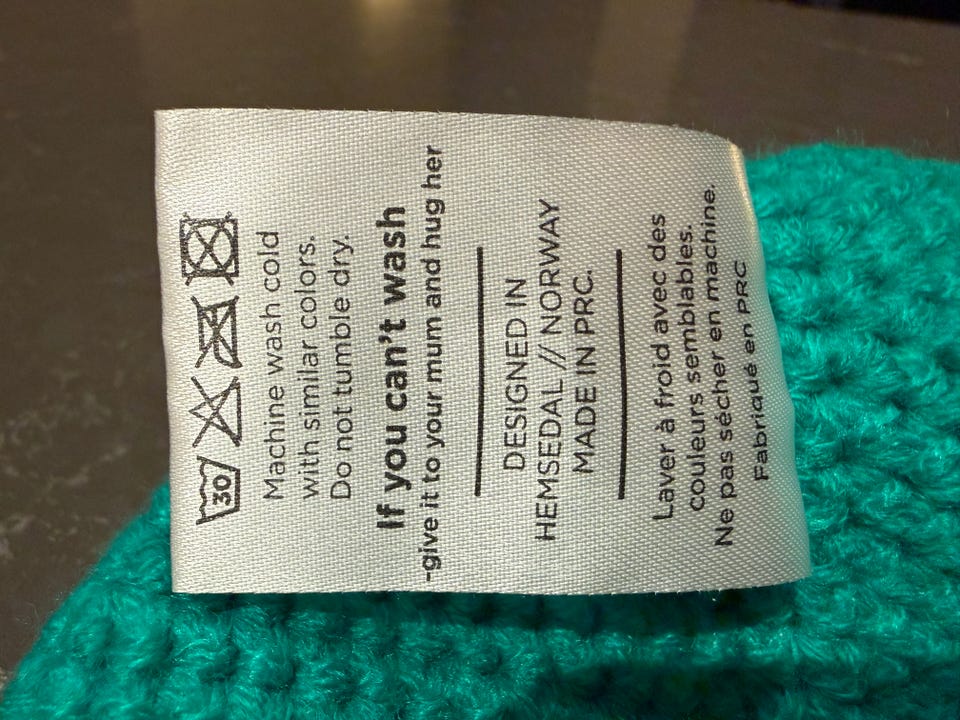 30
Machine wash cold
with similar colors.
Do not tumble dry.
If you can't wash
-give it to your mum and hug her
DESIGNED IN
HEMSEDAL // NORWAY
MADE IN PRC.
Laver à froid avec des
couleurs semblables.
Ne pas sécher en machine.
Fabriqué en PRC